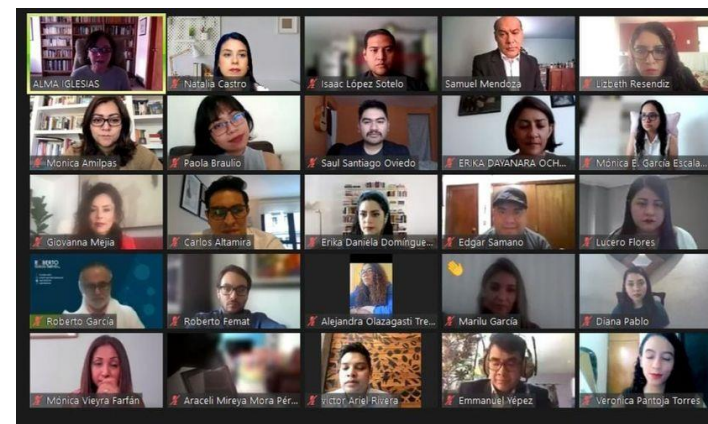 ALMA IGLESIAS
Natalia Castro
Isaac López Sotelo
Samuel Mendoza
Lizbeth Resendiz
Monica Amilpas
Paola Braulio
Saul Santiago Oviedo
ERIKA DAYANARA OCH...
Mónica E. García Escala...
Giovanna Mejia
Carlos Altamira
Erika Daniela Domíngue...
Edgar Samano
Lucero Flores
Roberto García
Roberto Femat
Alejandra Olazagasti Tre...
Marilu García
Diana Pablo
Mónica Vieyra Farfán
Araceli Mireya Mora Pér...
victor Ariel Rivera
Emmanuel Yépez
Veronica Pantoja Torres